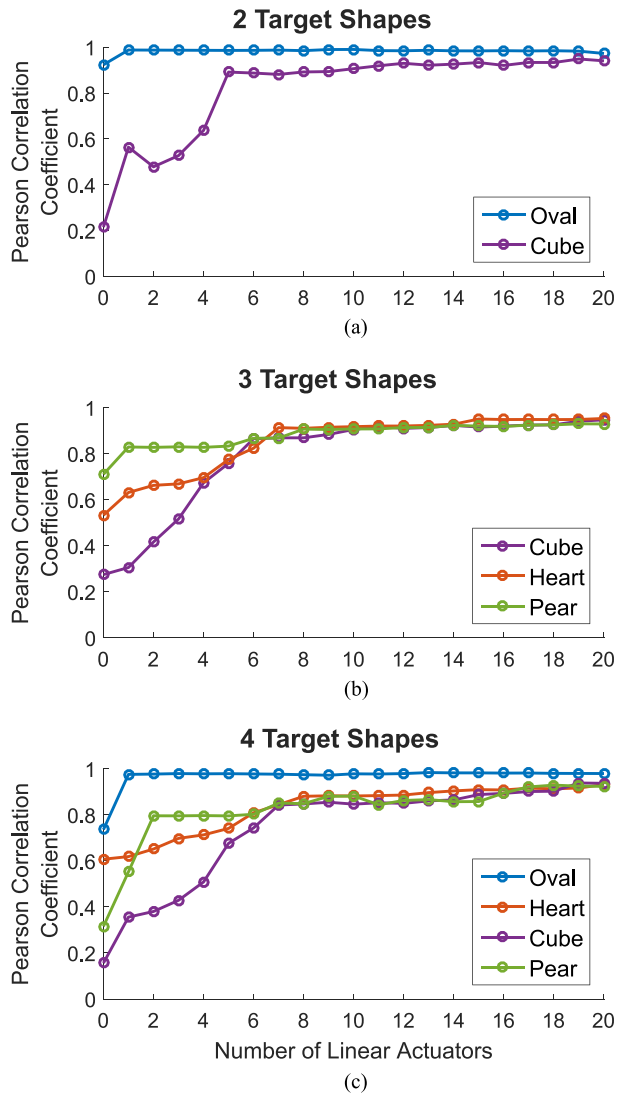 2 Target Shapes
Pearson Correlation
Coefficient
1
0.8
0.6
0.4
0.2
0
0 2 4 6 8 10 12 14 16 18 20
Oval
Cube
(a)
3 Target Shapes
Pearson Correlation
Coefficient
1
0.8
0.6
0.4
0.2
0
0 2 4 6 8 10 12 14 16 18 20
Cube
Heart
Pear
(b)
4 Target Shapes
Pearson Correlation
Coefficient
1
0.8
0.6
0.4
0.2
0
0 2 4 6 8 10 12 14 16 18 20
Oval
Heart
Cube
Pear
Number of Linear Actuators
(c)